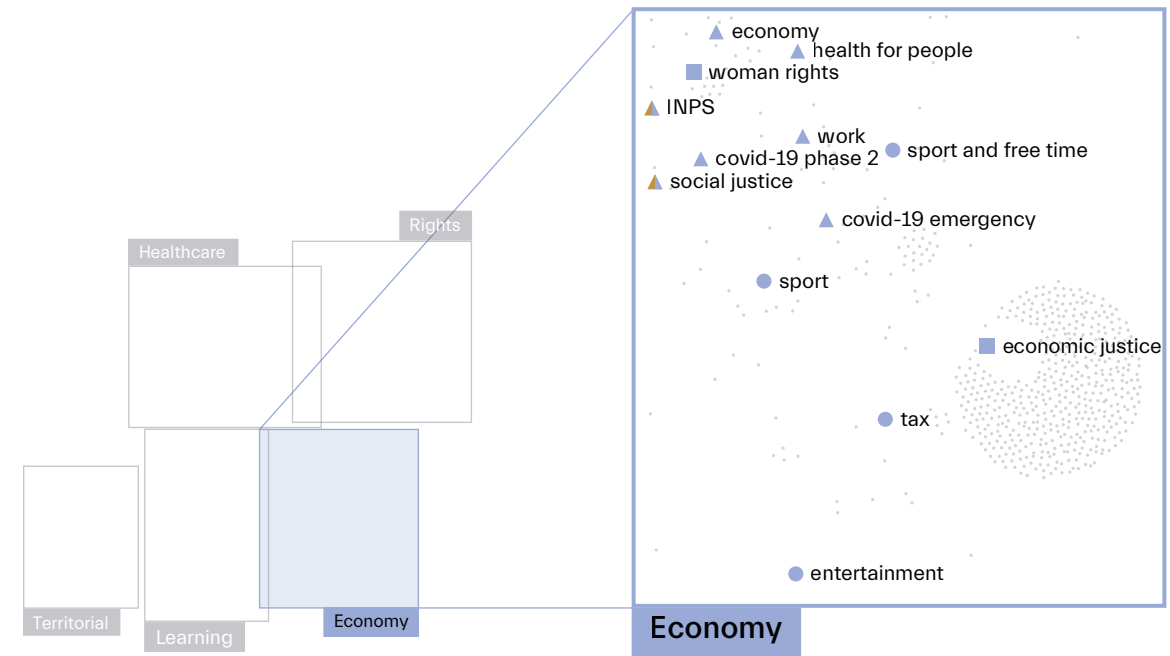 economy
health for people
woman rights
INPS
work
sport and free time
covid-19 phase 2
social justice
covid-19 emergency
Rights
Healthcare
sport
economic justice
tax
entertainment
Territorial
Economy
Learning
Economy